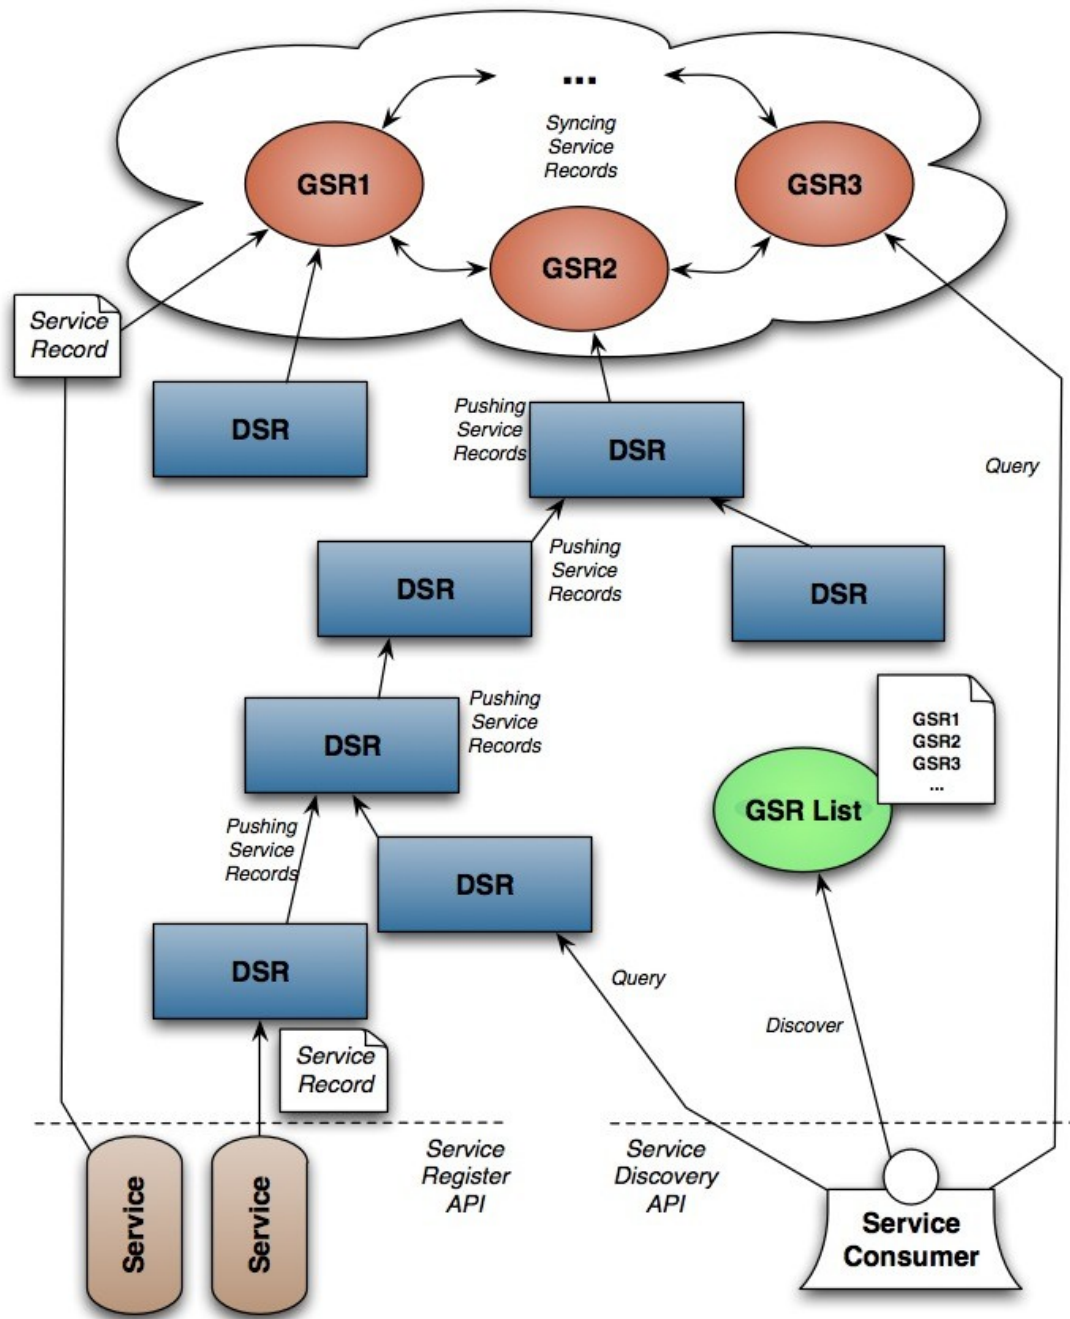 ...
Syncing
Service
Records
GSR1
GSR3
GSR2
Service
Record
DSR
Pushing
Service
Records
DSR
Query
Pushing
Service
Records
DSR
DSR
Pushing
Service
Records
DSR
GSR1
GSR2
GSR3
...
GSR List
Pushing
Service
Records
DSR
DSR
Query
Discover
Service
Record
Service
Register
API
Service
Discovery
API
Service
Service
Service
Consumer